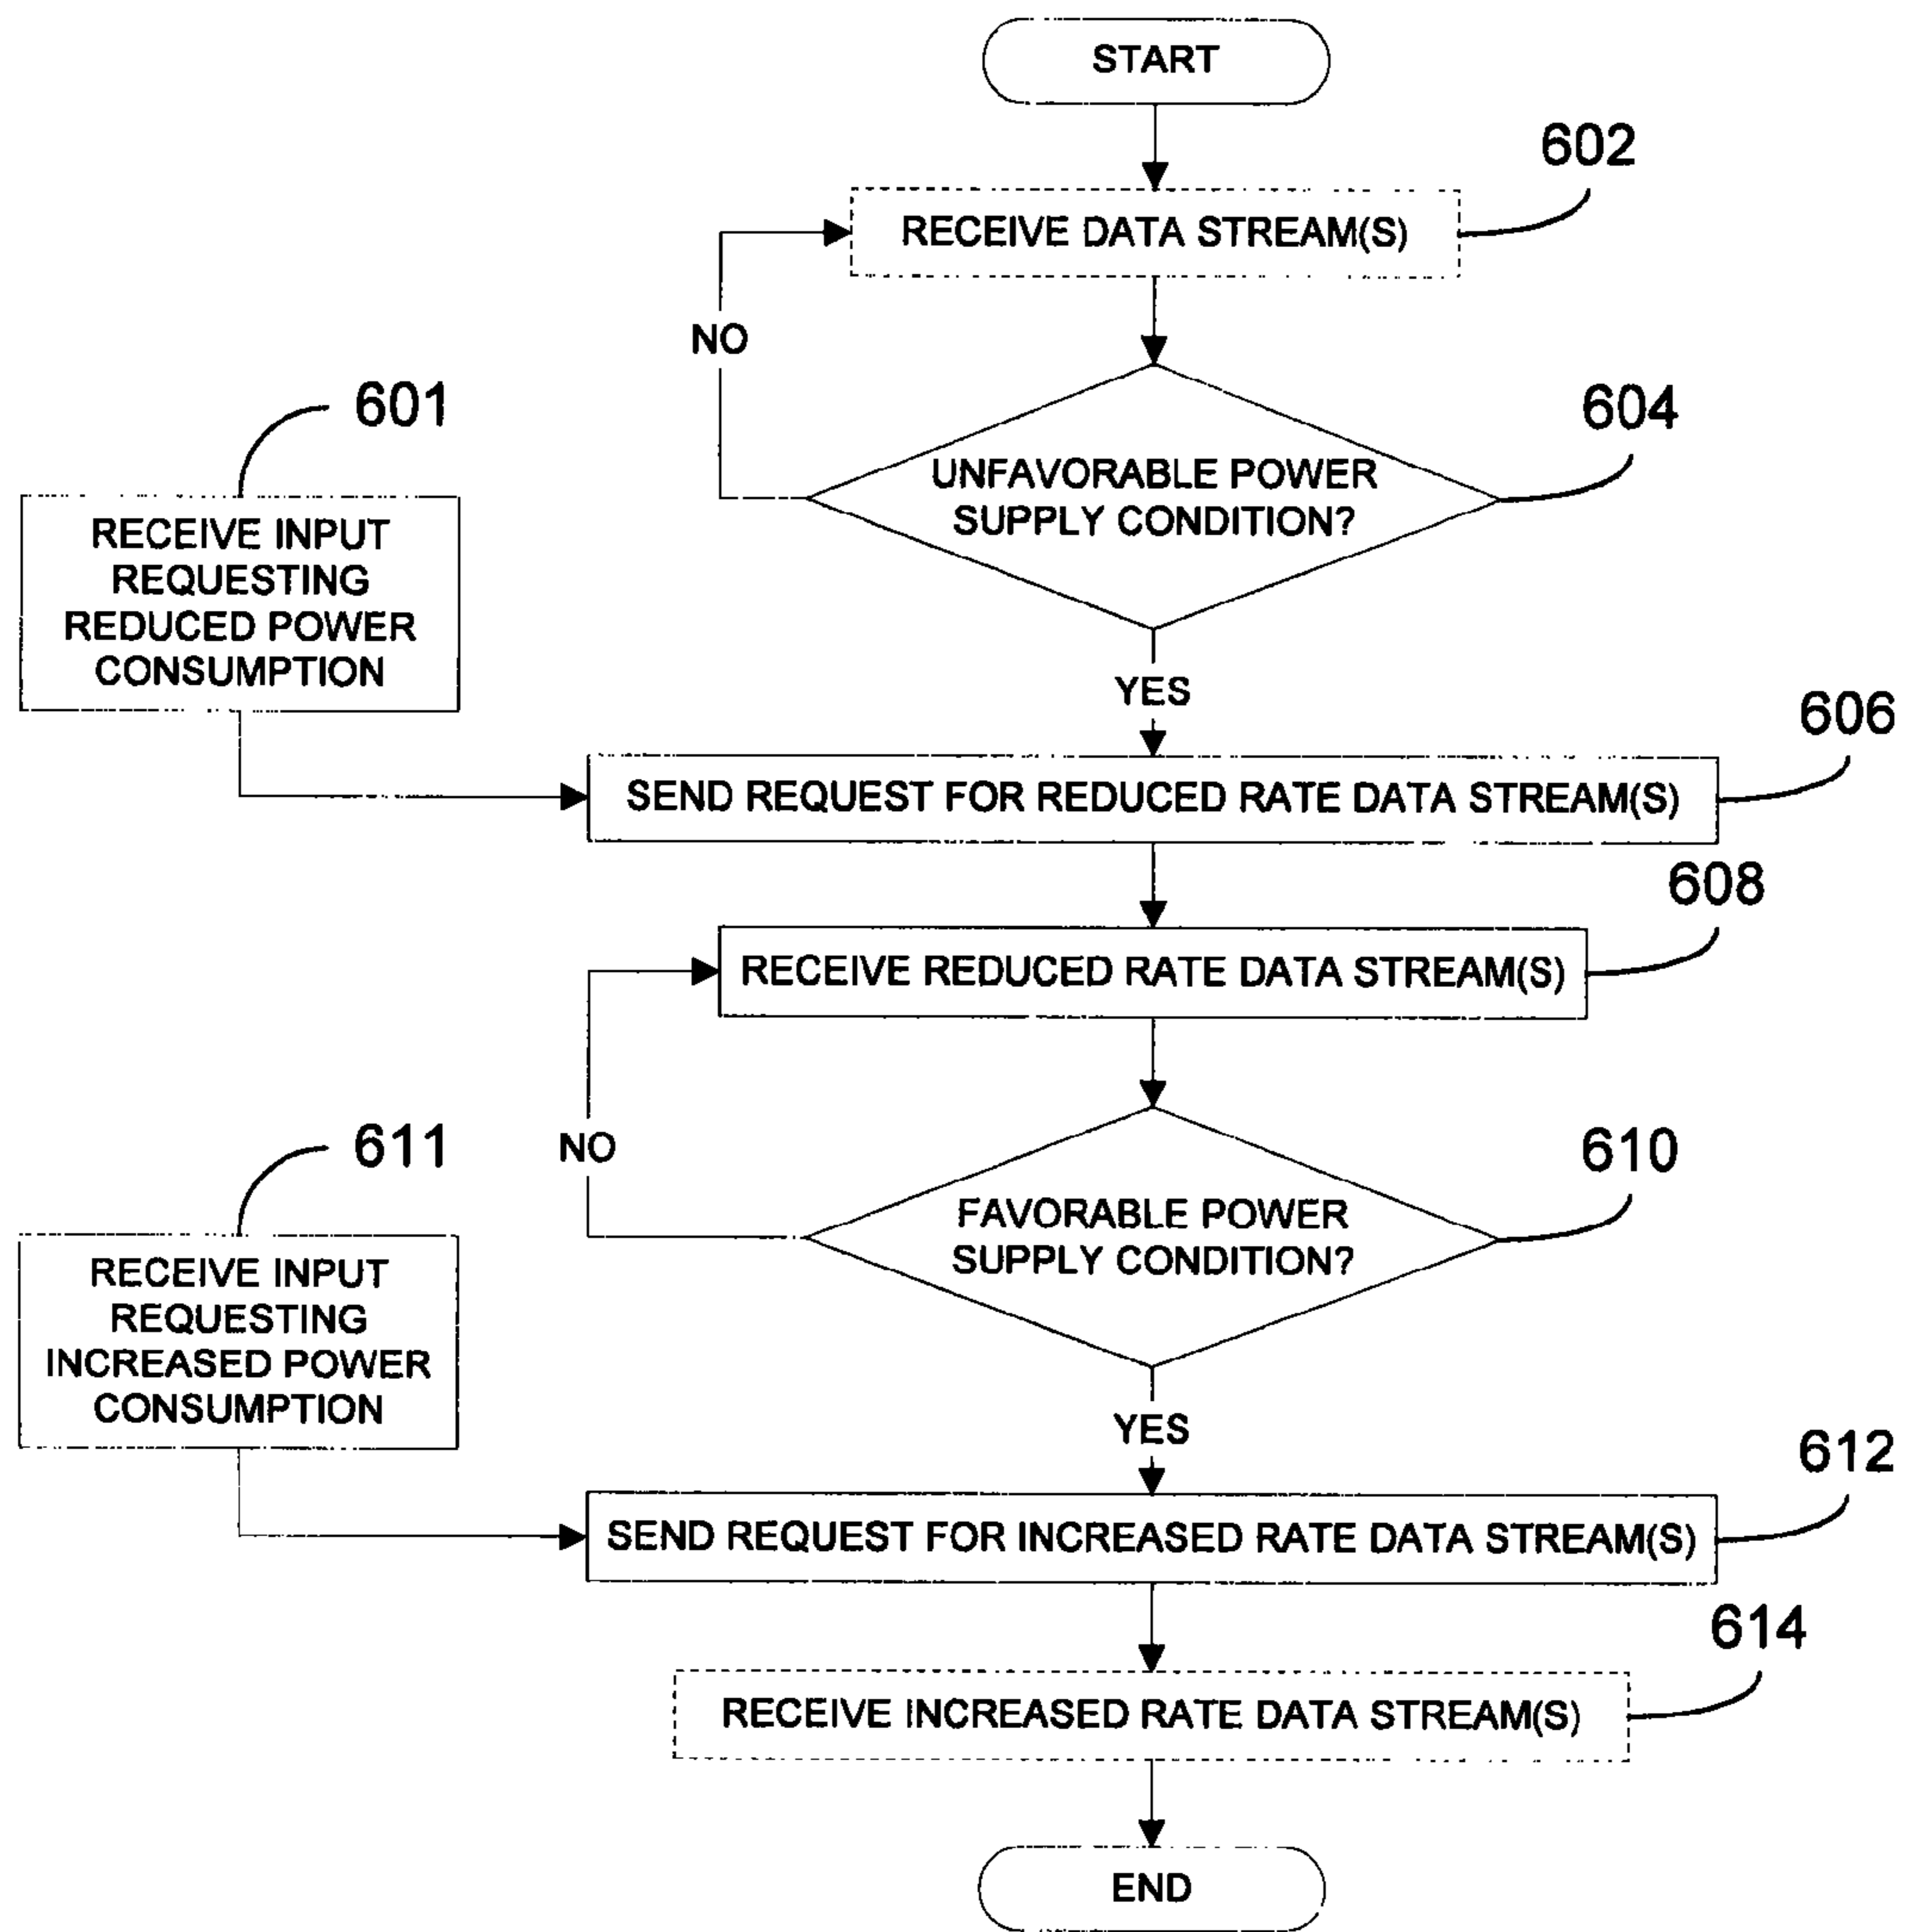 START
602
RECEIVE DATA STREAM(S)
NO
601
604
UNFAVORABLE POWER
SUPPLY CONDITION?
RECEIVE INPUT
REQUESTING
REDUCED POWER
CONSUMPTION
YES
606
SEND REQUEST FOR REDUCED RATE DATA STREAM(S)
608
RECEIVE REDUCED RATE DATA STREAM(S)
NO
611
610
FAVORABLE POWER
SUPPLY CONDITION?
RECEIVE INPUT
REQUESTING
INCREASED POWER
CONSUMPTION
YES
612
SEND REQUEST FOR INCREASED RATE DATA STREAM(S)
614
RECEIVE INCREASED RATE DATA STREAM(S)
END